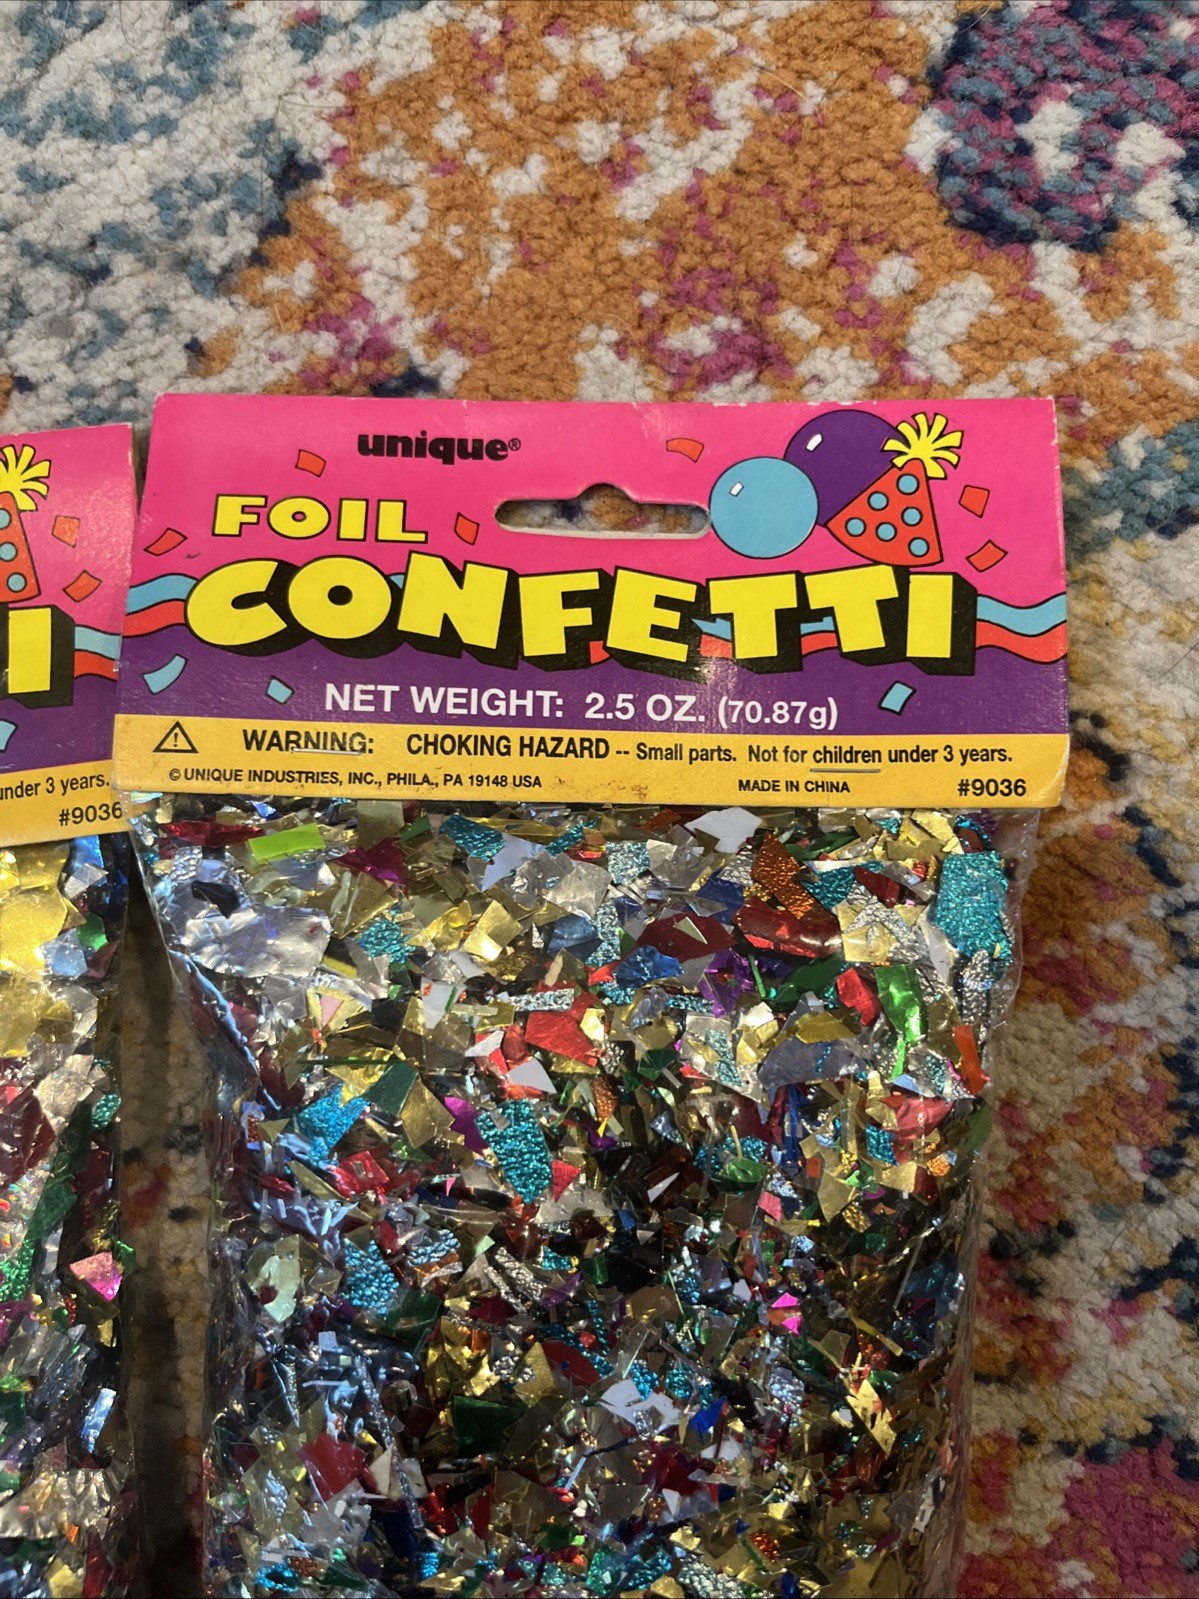 unique®
FOIL
CONFETTI
NET WEIGHT: 2.5 OZ. (70.87g)
WARNING: CHOKING HAZARD -- Small parts. Not for children under 3 years.
© UNIQUE INDUSTRIES, INC., PHILA., PA 19148 USA MADE IN CHINA #9036
I
under 3 years.
#9036